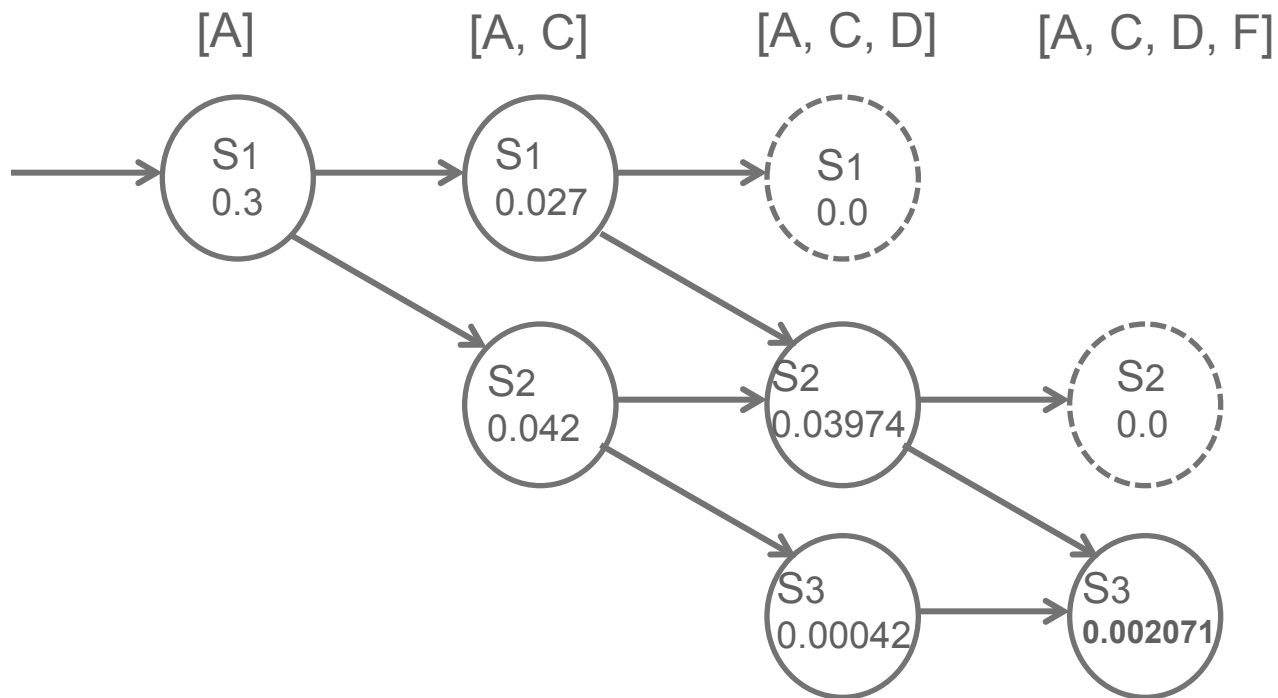 [A]
[A, C]
[A, C, D]
[A, C, D, F]
S1
0.3
S1
0.027
S1
0.0
S2
0.042
S2
0.03974
S2
0.0
S3
0.00042
S3
0.002071